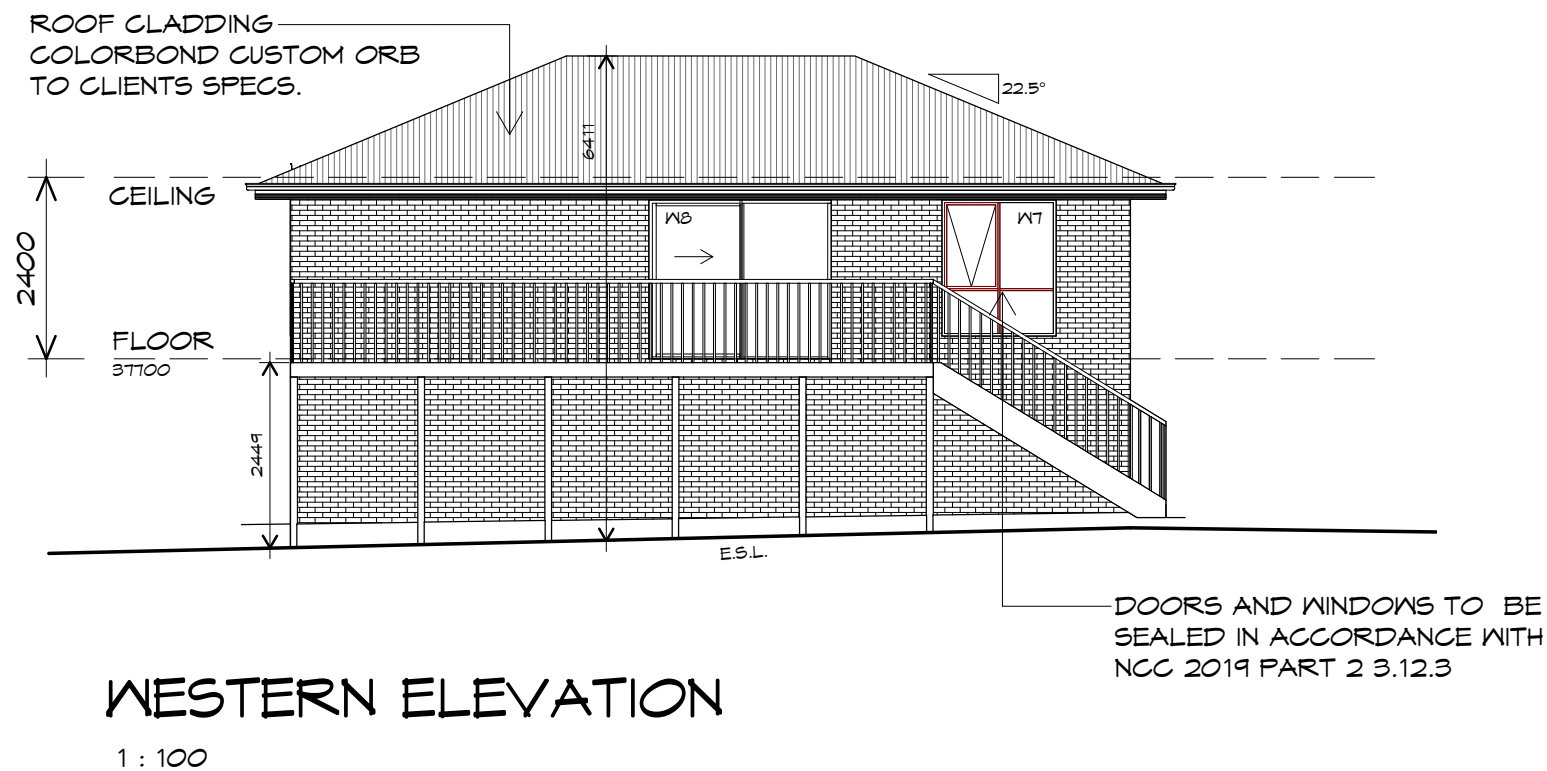 ROOF CLADDING
COLORBOND CUSTOM ORB
TO CLIENTS SPECS.
22.5°
6411
CEILING
W8
W7
2400
FLOOR
37700
2449
E.S.L.
DOORS AND WINDOWS TO BE
SEALED IN ACCORDANCE WITH
NCC 2019 PART 2 3.12.3
WESTERN ELEVATION
1 : 100